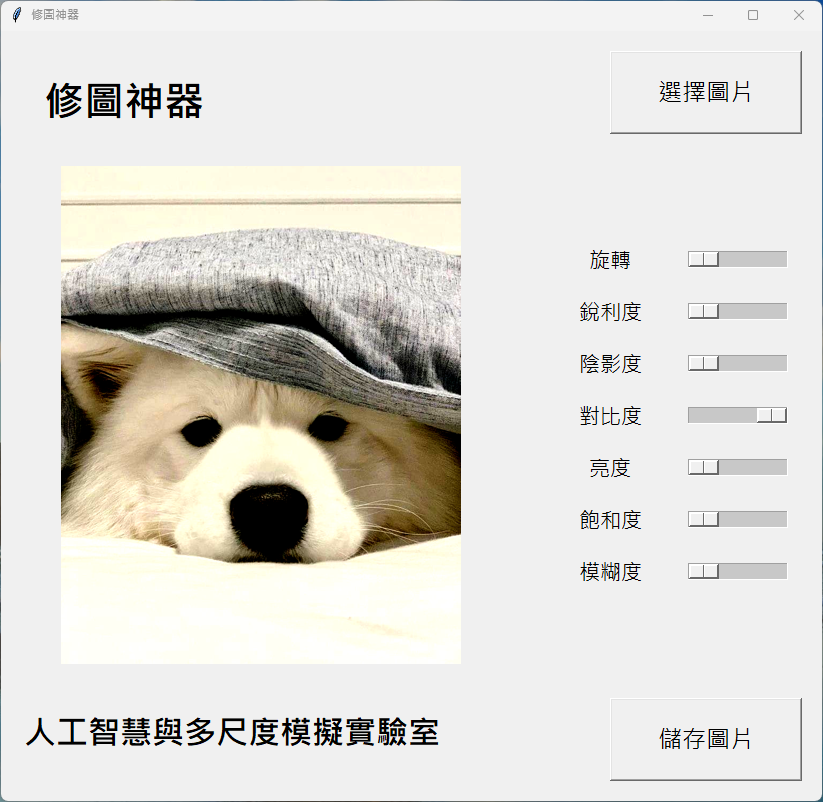 修圖神器
修圖神器
選擇圖片
旋轉
銳利度
陰影度
對比度
亮度
飽和度
模糊度
人工智慧與多尺度模擬實驗室
儲存圖片